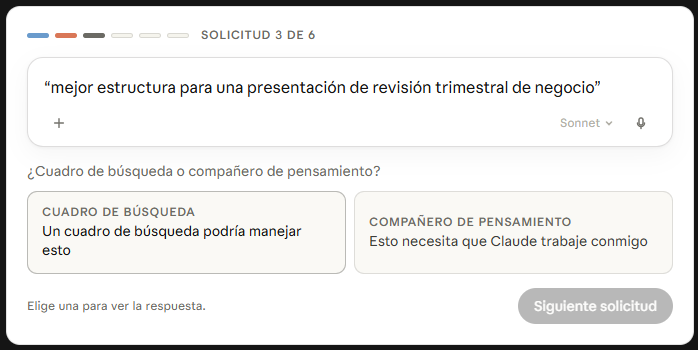 SOLICITUD 3 DE 6
“mejor estructura para una presentación de revisión trimestral de negocio”
Sonnet
¿Cuadro de búsqueda o compañero de pensamiento?
CUADRO DE BÚSQUEDA
Un cuadro de búsqueda podría manejar
esto
COMPAÑERO DE PENSAMIENTO
Esto necesita que Claude trabaje conmigo
Elige una para ver la respuesta.
Siguiente solicitud